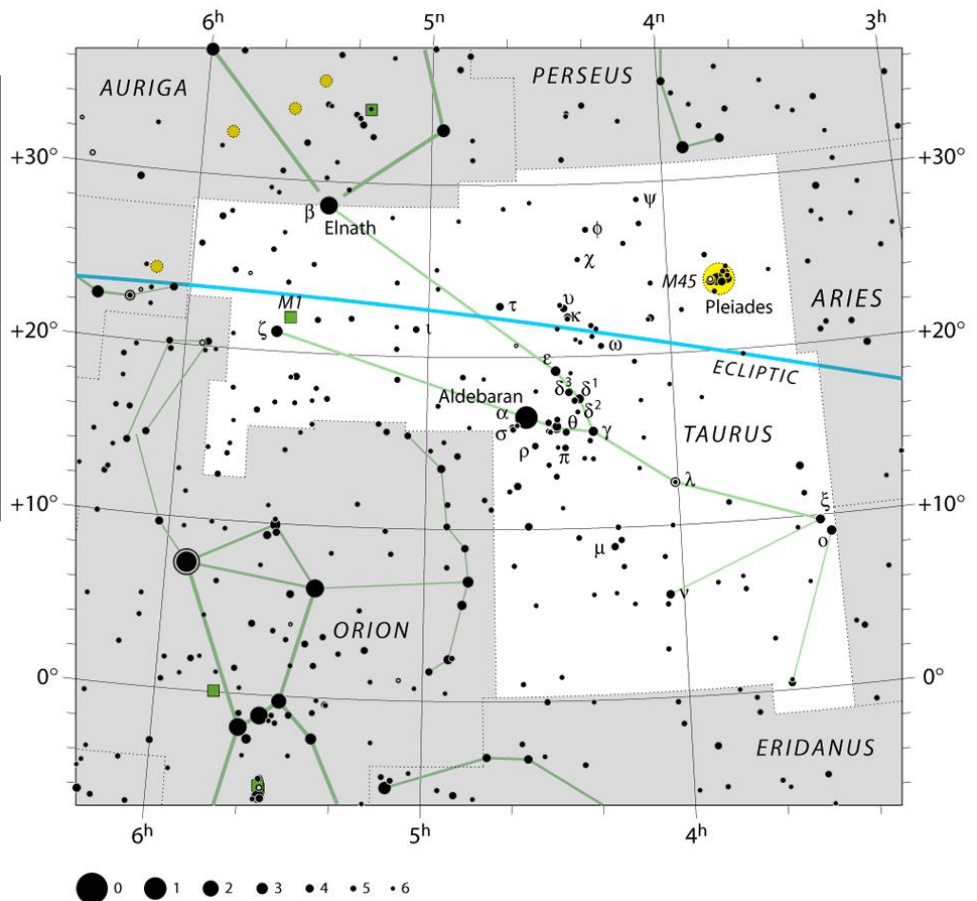 6h 5h 4h 3h
AURIGA
PERSEUS
+30° +30°
ψ
β
Elnath
ϕ
χ
M45
Pleiades
ARIES
M1
τ
υ
κ
+20° +20°
ζ
ι
ω
ε
ECLIPTIC
δ³ δ¹
Aldebaran
δ²
α
θ
σ
γ
TAURUS
ρ
π
λ
+10° +10°
ξ
ο
μ
ν
ORION
0° 0°
ERIDANUS
6h 5h 4h
0 1 2 3 4 5 6